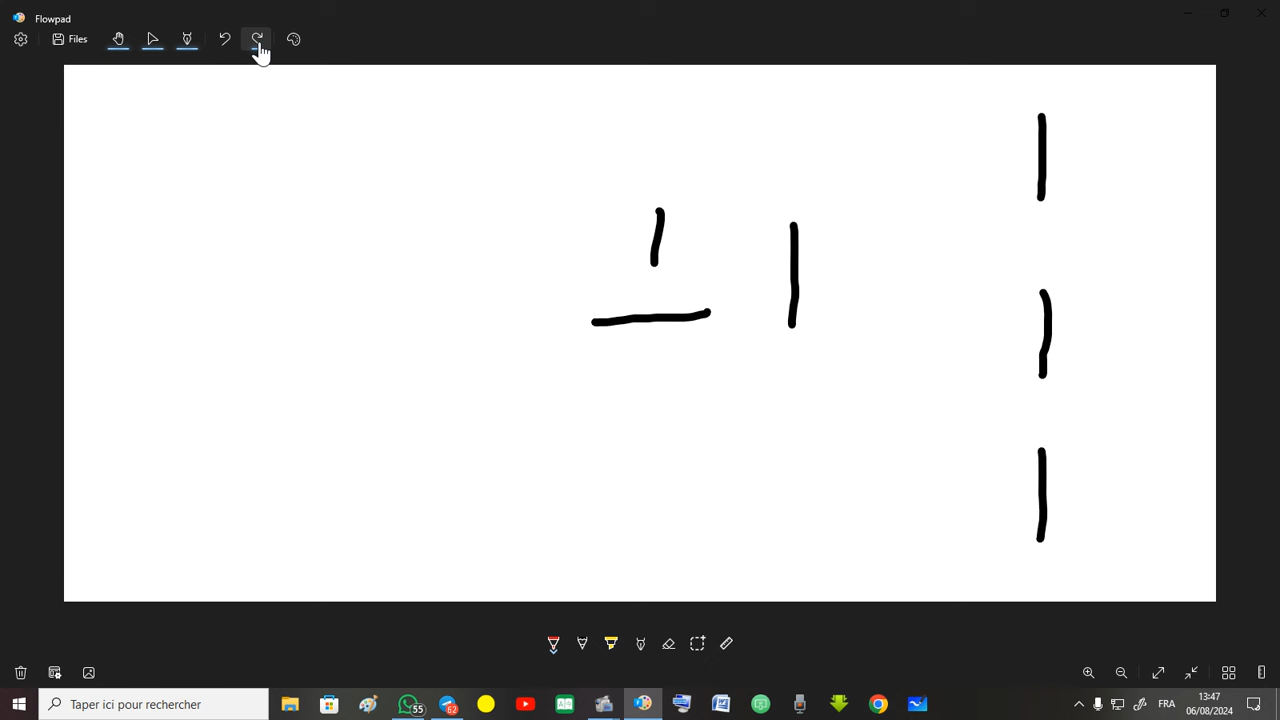 Flowpad
Files
Taper ici pour rechercher
55
62
FRA
13:47
06/08/2024